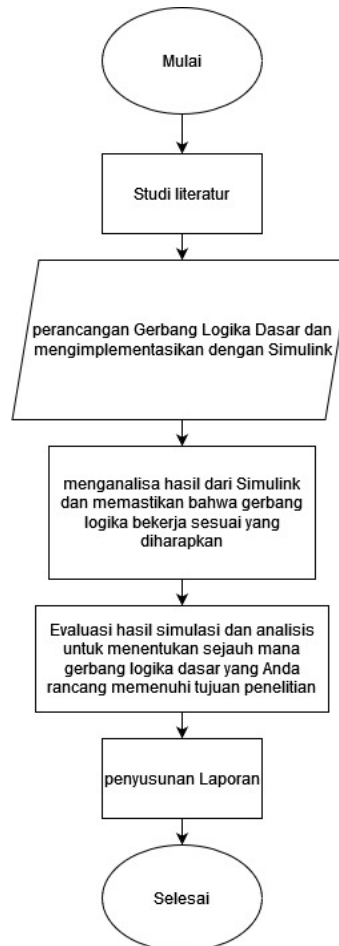 Mulai
Studi literatur
perancangan Gerbang Logika Dasar dan
mengimplementasikan dengan Simulink
menganalisa hasil dari Simulink
dan memastikan bahwa gerbang
logika bekerja sesuai yang
diharapkan
Evaluasi hasil simulasi dan analisis
untuk menentukan sejauh mana
gerbang logika dasar yang Anda
rancang memenuhi tujuan penelitian
penyusunan Laporan
Selesai